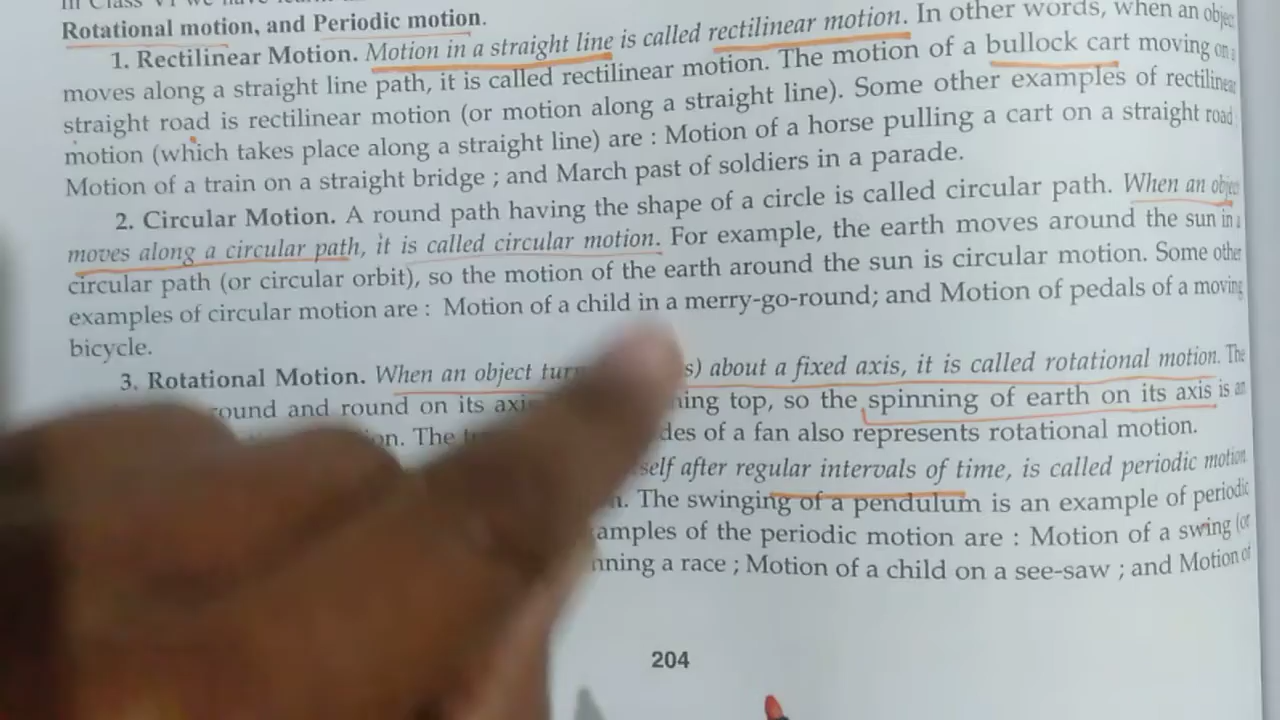 Rotational motion, and Periodic motion.
1. Rectilinear Motion. Motion in a straight line is called rectilinear motion. In other words, when an objec
moves along a straight line path, it is called rectilinear motion. The motion of a bullock cart moving on a
straight road is rectilinear motion (or motion along a straight line). Some other examples of rectilinear
motion (which takes place along a straight line) are : Motion of a horse pulling a cart on a straight road
Motion of a train on a straight bridge ; and March past of soldiers in a parade.
2. Circular Motion. A round path having the shape of a circle is called circular path. When an objec
moves along a circular path, it is called circular motion. For example, the earth moves around the sun in a
circular path (or circular orbit), so the motion of the earth around the sun is circular motion. Some other
examples of circular motion are : Motion of a child in a merry-go-round; and Motion of pedals of a moving
bicycle.
3. Rotational Motion. When an object tur s) about a fixed axis, it is called rotational motion. The
round and round on its axi ning top, so the spinning of earth on its axis is an
on. The t des of a fan also represents rotational motion.
self after regular intervals of time, is called periodic motion
n. The swinging of a pendulum is an example of periodic
amples of the periodic motion are : Motion of a swing (or
nning a race ; Motion of a child on a see-saw ; and Motion of
204